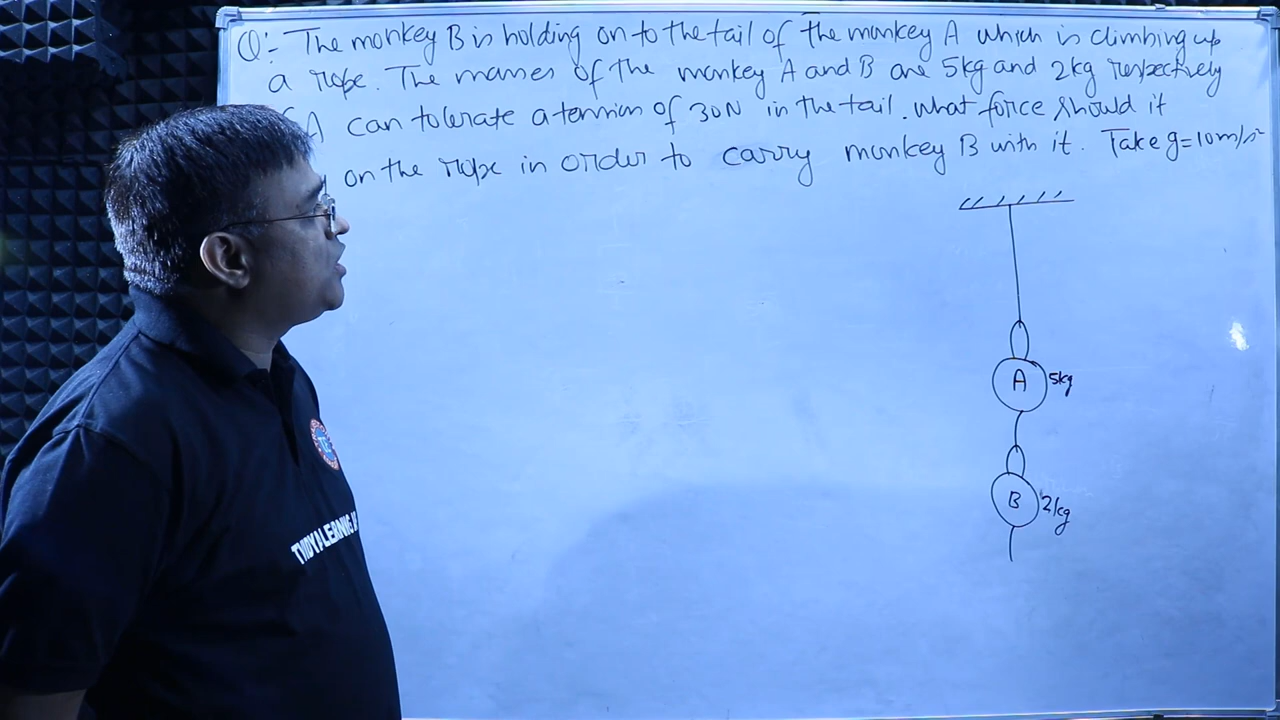 Q:- The monkey B is holding on to the tail of the monkey A which is climbing up
a rope. The masses of the monkey A and B are 5kg and 2kg respectively
A can tolerate a tension of 30N in the tail. what force should it
on the rope in order to carry monkey B with it. Take g=10m/s²
A 5kg
B 2kg